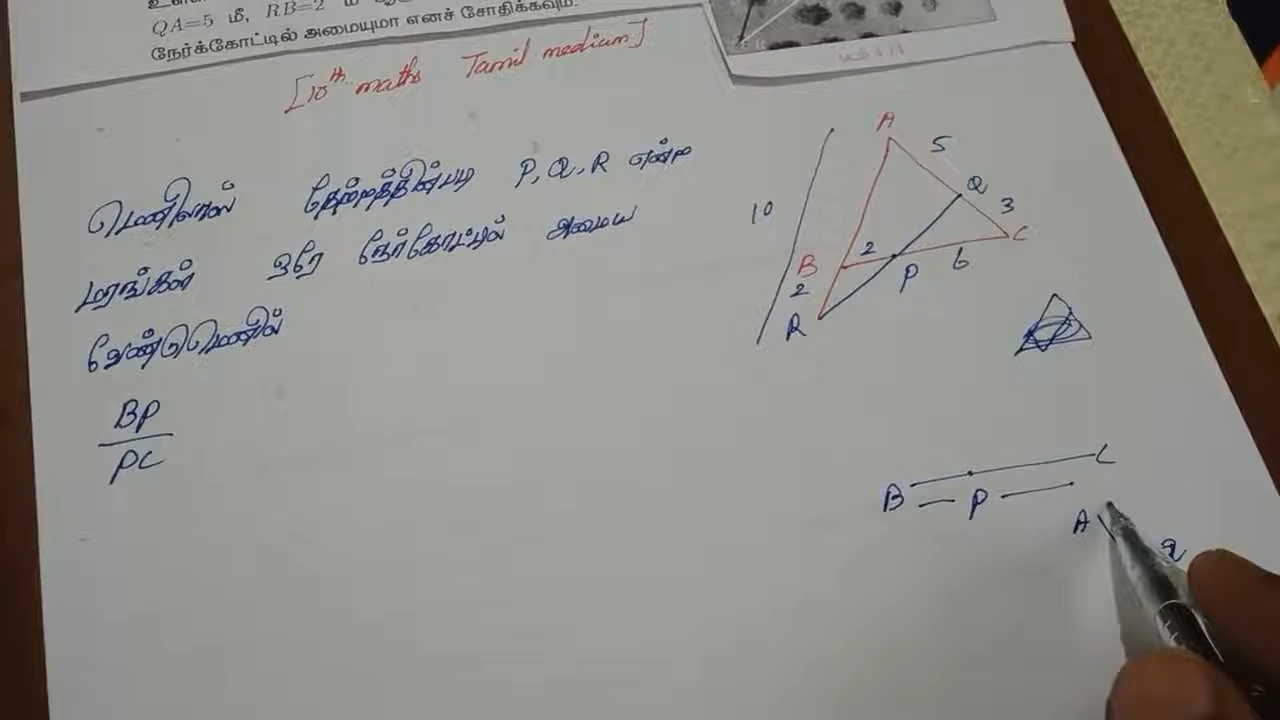 QA=5 மீ, RB=2
நேர்க்கோட்டில் அமையுமா எனச் சோதிக்கவும்.
[10th maths Tamil medium]
மெனிலாஸ் தேற்றத்தின்படி P, Q, R என்ற
மரங்கள் ஒரே நேர்கோட்டில் அமைய
வேண்டுமெனில்
BP
PC
A
5
Q
3
C
10
B
2
P
6
2
R
B
P
C
A
Q